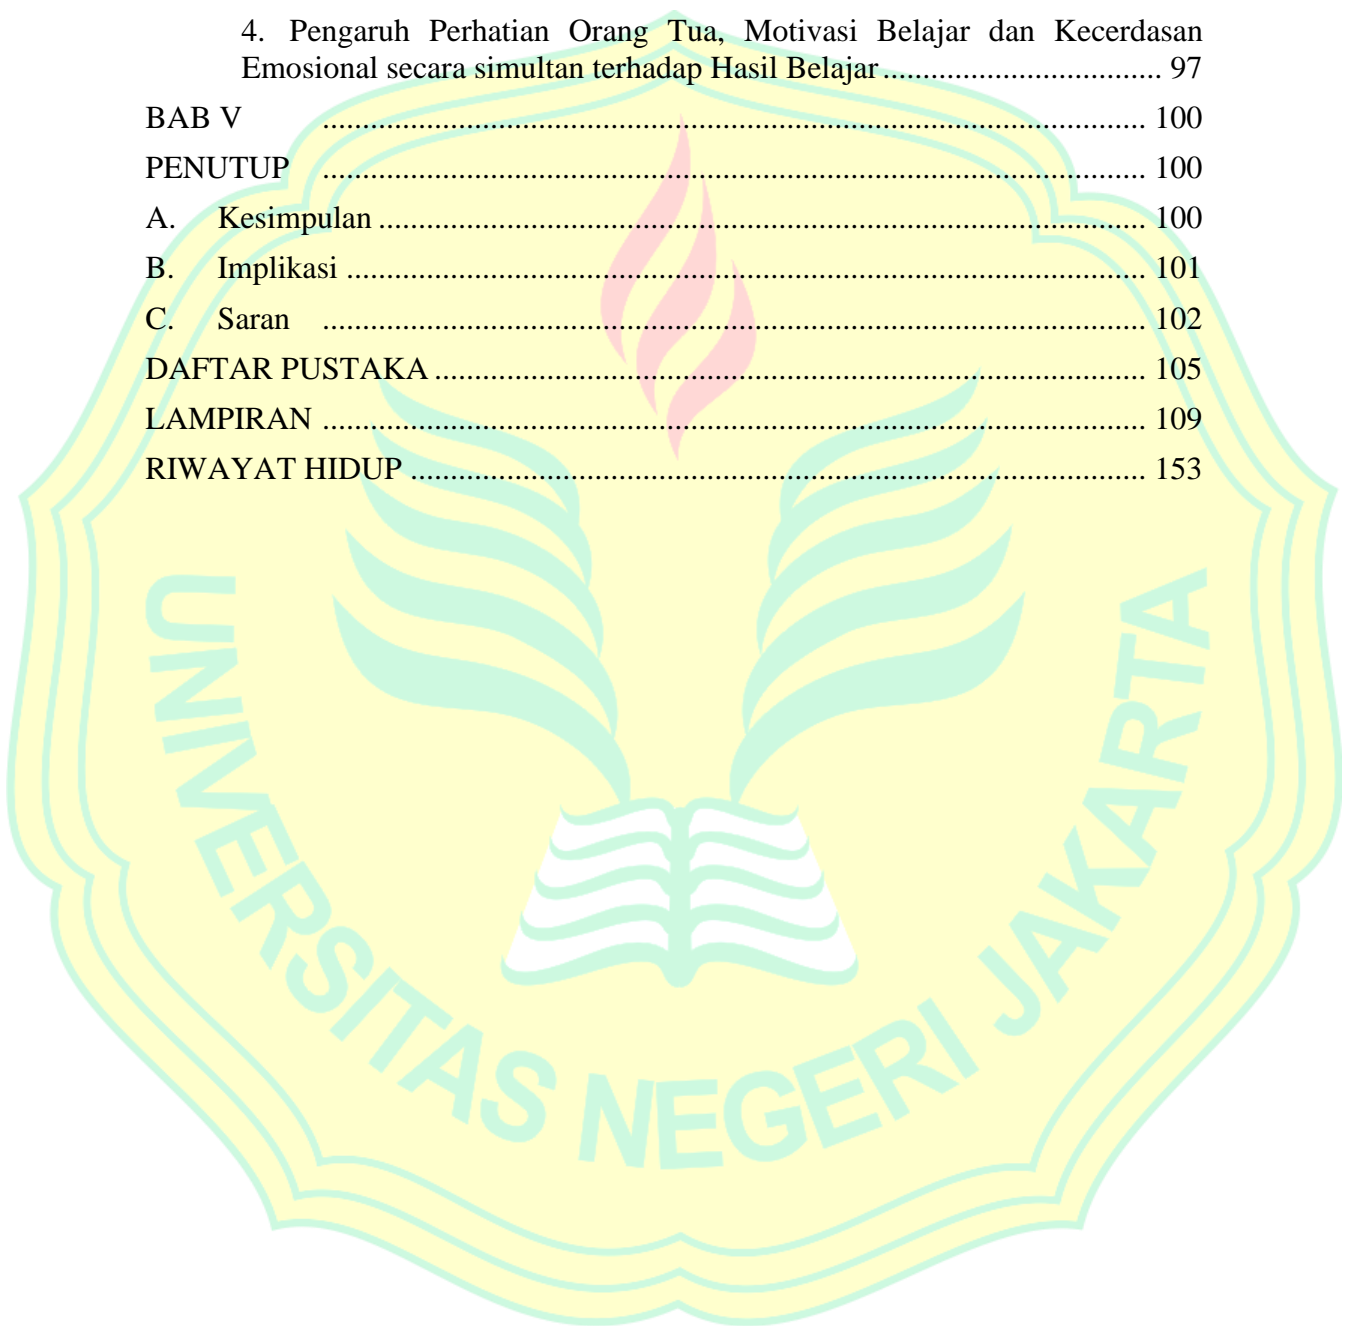 4. Pengaruh Perhatian Orang Tua, Motivasi Belajar dan Kecerdasan
Emosional secara simultan terhadap Hasil Belajar .................................. 97
BAB V ........................................................................................................ 100
PENUTUP ........................................................................................................ 100
A. Kesimpulan ................................................................................................. 100
B. Implikasi ..................................................................................................... 101
C. Saran ........................................................................................................ 102
DAFTAR PUSTAKA .......................................................................................... 105
LAMPIRAN ........................................................................................................ 109
RIWAYAT HIDUP ............................................................................................. 153
UNIVERSITAS NEGERI JAKARTA